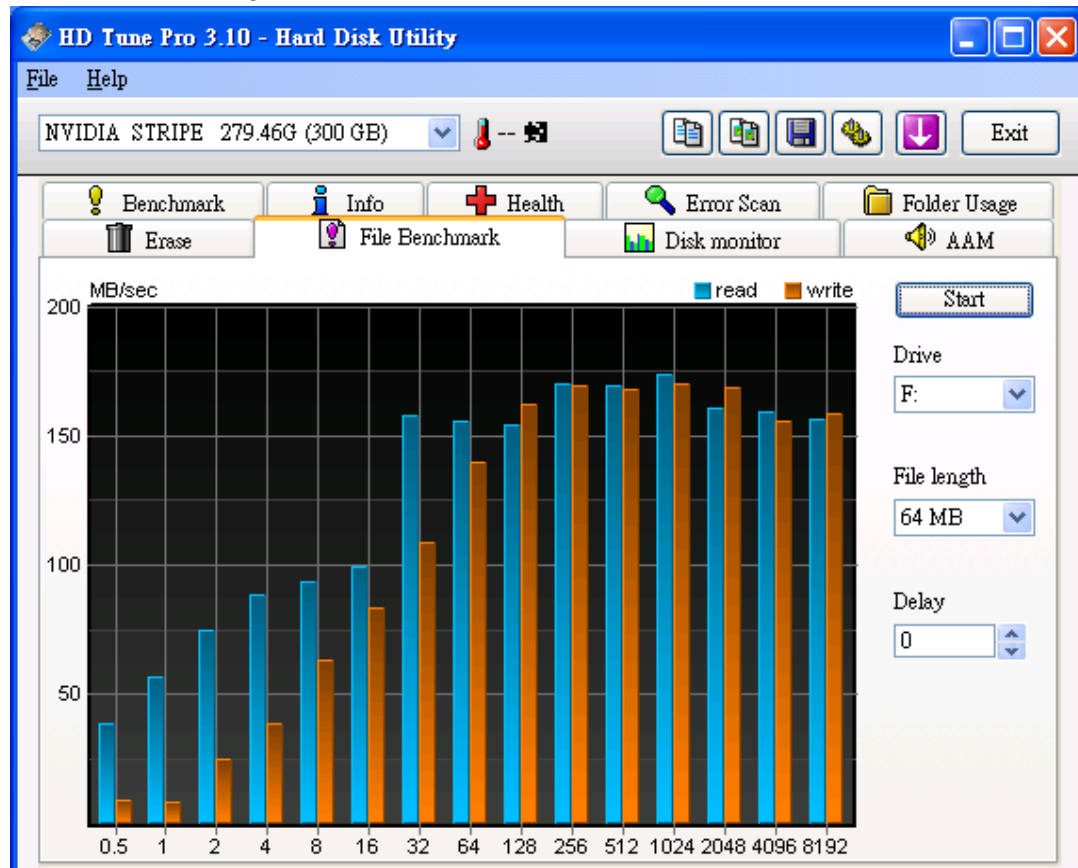 HD Tune Pro 3.10 - Hard Disk Utility
File Help
NVIDIA STRIPE 279.46G (300 GB) -- Exit
Benchmark Info Health Error Scan Folder Usage
Erase File Benchmark Disk monitor AAM
MB/sec read write
Start
200
Drive
F:
150
File length
64 MB
100
Delay
0
50
0.5 1 2 4 8 16 32 64 128 256 512 1024 2048 4096 8192